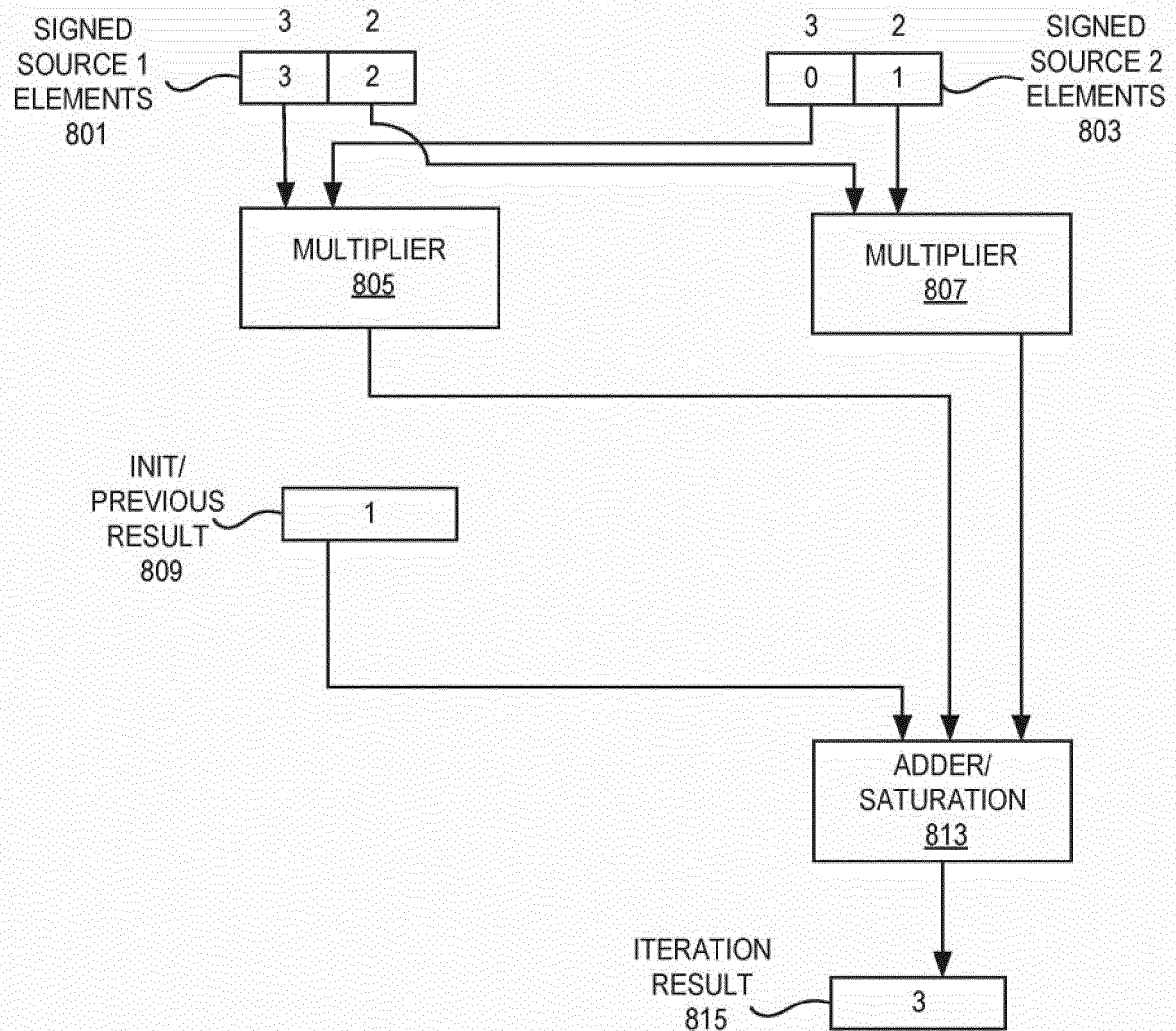 3 2
3 2
SIGNED
SOURCE 1
ELEMENTS
801
3 2
0 1
SIGNED
SOURCE 2
ELEMENTS
803
MULTIPLIER
805
MULTIPLIER
807
INIT/
PREVIOUS
RESULT
809
1
ADDER/
SATURATION
813
ITERATION
RESULT
815
3